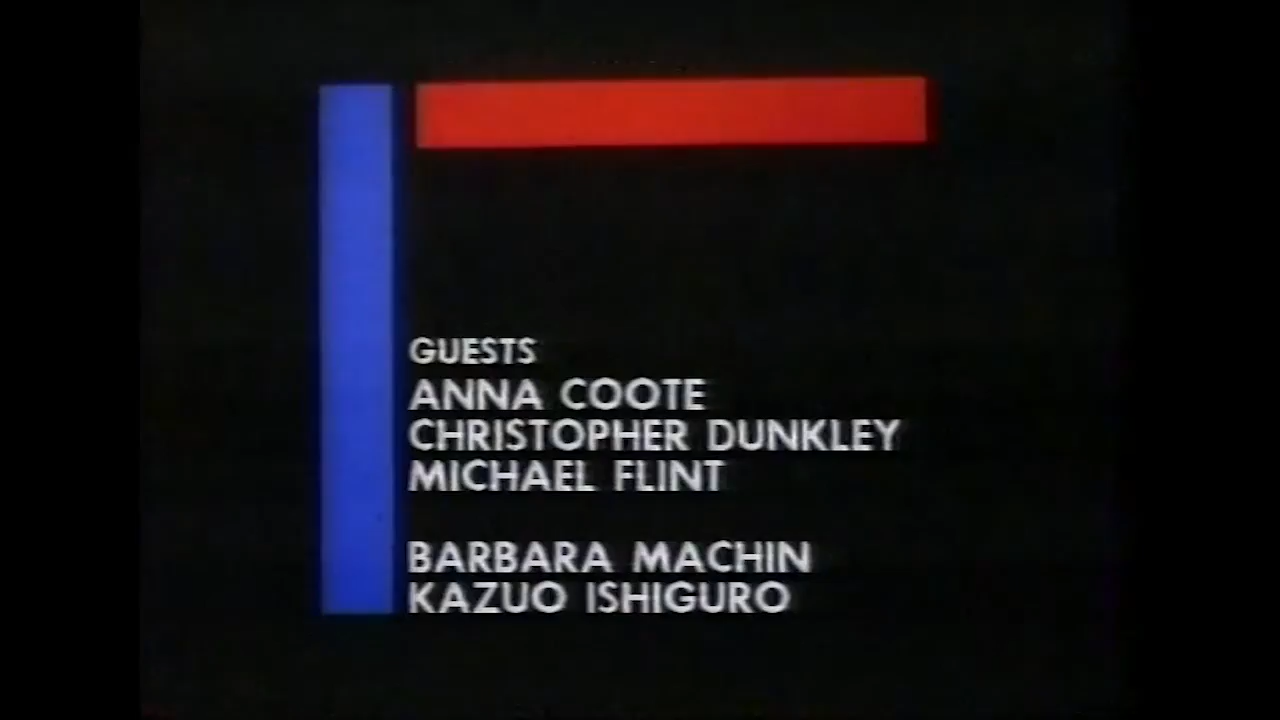 GUESTS
ANNA COOTE
CHRISTOPHER DUNKLEY
MICHAEL FLINT
BARBARA MACHIN
KAZUO ISHIGURO